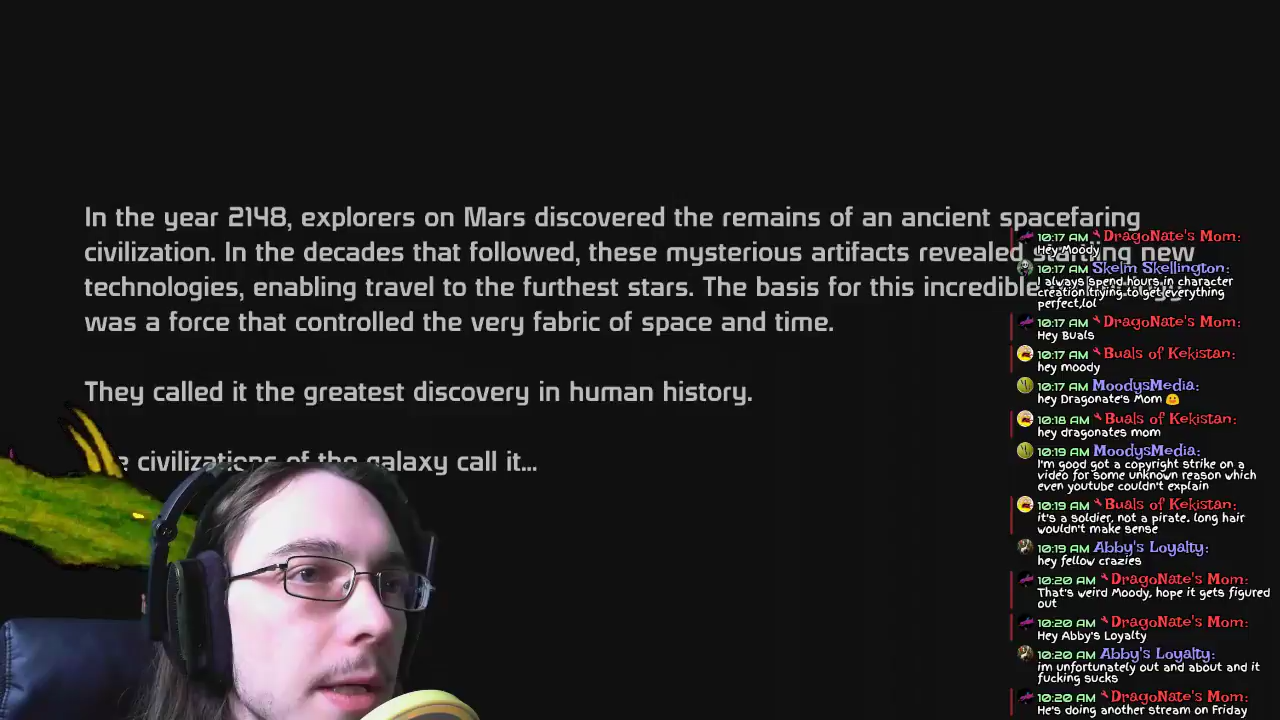 In the year 2148, explorers on Mars discovered the remains of an ancient spacefaring
civilization. In the decades that followed, these mysterious artifacts revealed startling new
technologies, enabling travel to the furthest stars. The basis for this incredible
was a force that controlled the very fabric of space and time.
They called it the greatest discovery in human history.
civilizations of the galaxy call it...
10:17 AM DragoNate's Mom:
Hey Moody
10:17 AM Skelm Skellington:
I always spend hours in character
creation trying to get everything
perfect,lol
10:17 AM DragoNate's Mom:
Hey Buals
10:17 AM Buals of Kekistan:
hey moody
10:17 AM MoodysMedia:
hey Dragonate's Mom
10:18 AM Buals of Kekistan:
hey dragonates mom
10:19 AM MoodysMedia:
I'm good got a copyright strike on a
video for some unknown reason which
even youtube couldn't explain
10:19 AM Buals of Kekistan:
it's a soldier, not a pirate. long hair
wouldn't make sense
10:19 AM Abby's Loyalty:
hey fellow crazies
10:20 AM DragoNate's Mom:
That's weird Moody, hope it gets figured
out
10:20 AM DragoNate's Mom:
Hey Abby's Loyalty
10:20 AM Abby's Loyalty:
im unfortunately out and about and it
fucking sucks
10:20 AM DragoNate's Mom:
He's doing another stream on Friday